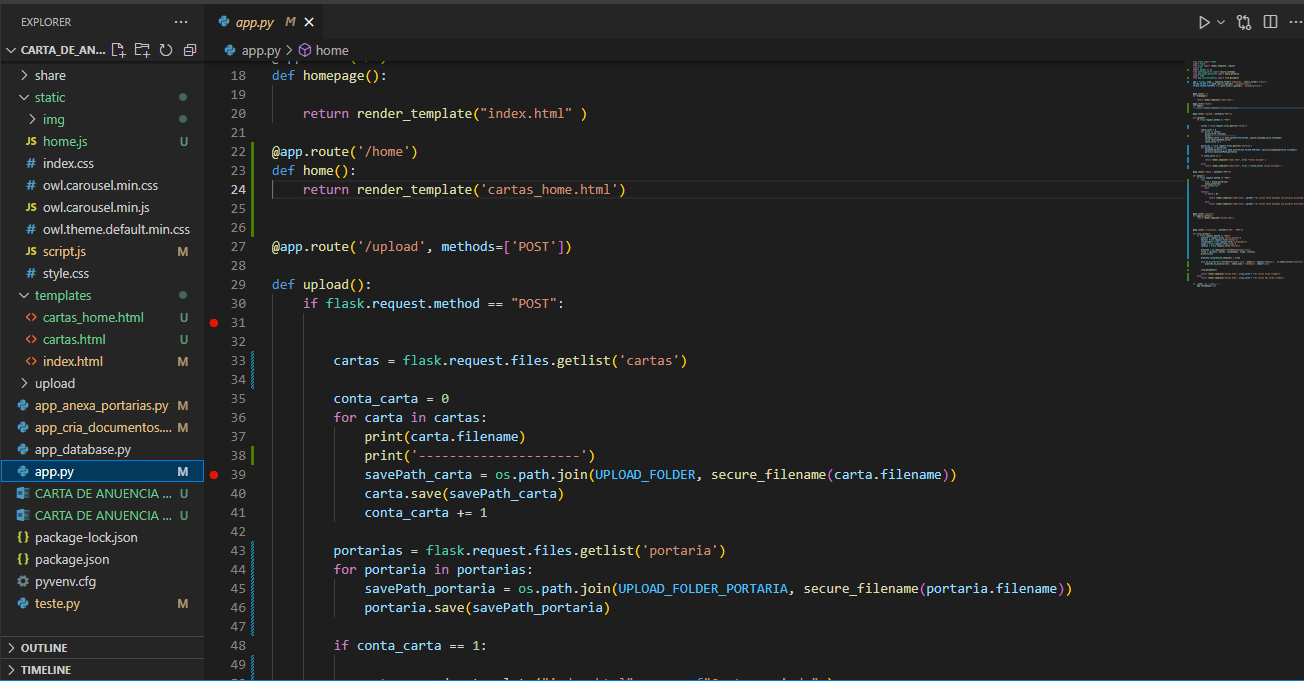 EXPLORER
app.py M
CARTA_DE_AN...
app.py > home
share
static
img
JS home.js U
# index.css
# owl.carousel.min.css
JS owl.carousel.min.js
# owl.theme.default.min.css
JS script.js M
# style.css
templates
<> cartas_home.html U
<> cartas.html U
<> index.html M
upload
app_anexa_portarias.py M
app_cria_documentos.... M
app_database.py
app.py M
CARTA DE ANUENCIA ... U
CARTA DE ANUENCIA ... U
{} package-lock.json
{} package.json
pyvenv.cfg
teste.py M
OUTLINE
TIMELINE
18 def homepage():
19
20 return render_template("index.html" )
21
22 @app.route('/home')
23 def home():
24 return render_template('cartas_home.html')
25
26
27 @app.route('/upload', methods=['POST'])
28
29 def upload():
30 if flask.request.method == "POST":
31
32
33 cartas = flask.request.files.getlist('cartas')
34
35 conta_carta = 0
36 for carta in cartas:
37 print(carta.filename)
38 print('---------------------')
39 savePath_carta = os.path.join(UPLOAD_FOLDER, secure_filename(carta.filename))
40 carta.save(savePath_carta)
41 conta_carta += 1
42
43 portarias = flask.request.files.getlist('portaria')
44 for portaria in portarias:
45 savePath_portaria = os.path.join(UPLOAD_FOLDER_PORTARIA, secure_filename(portaria.filename))
46 portaria.save(savePath_portaria)
47
48 if conta_carta == 1:
49